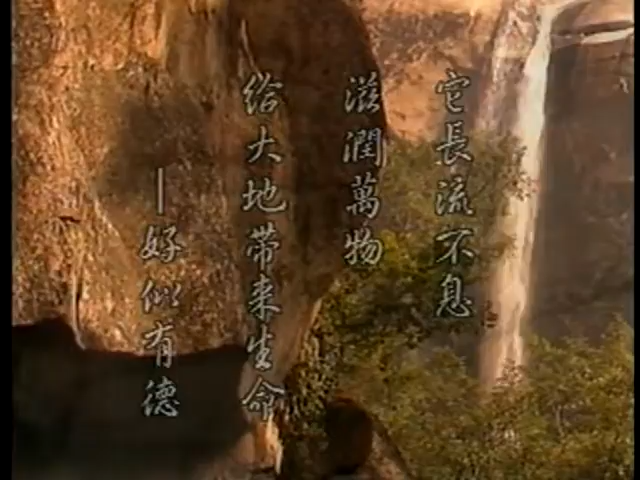 它長流不息
滋潤萬物
給大地带来生命
—好似有德